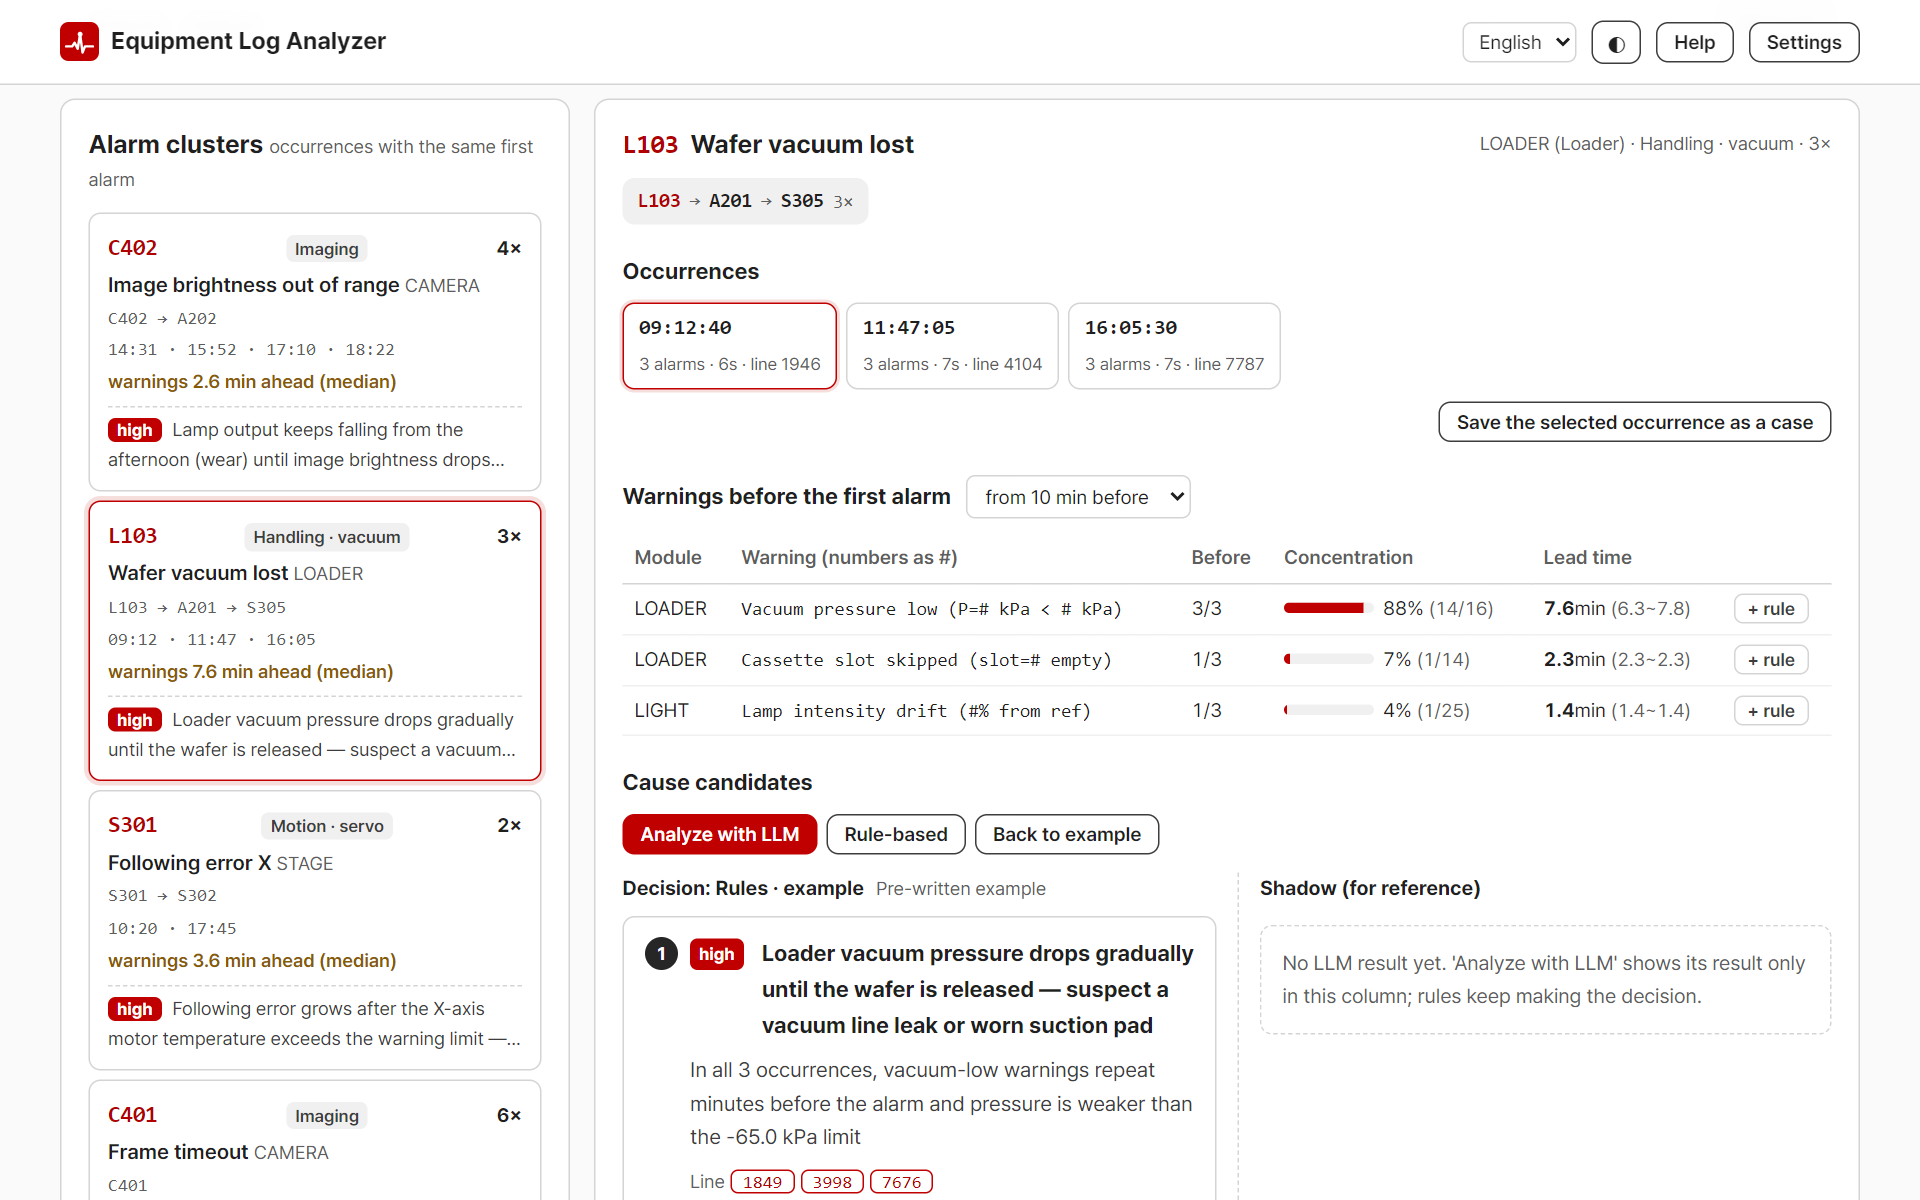 Equipment Log Analyzer
English
Help
Settings
Alarm clusters occurrences with the same first
alarm
C402 Imaging 4×
Image brightness out of range CAMERA
C402 → A202
14:31 · 15:52 · 17:10 · 18:22
warnings 2.6 min ahead (median)
high Lamp output keeps falling from the
afternoon (wear) until image brightness drops...
L103 Handling · vacuum 3×
Wafer vacuum lost LOADER
L103 → A201 → S305
09:12 · 11:47 · 16:05
warnings 7.6 min ahead (median)
high Loader vacuum pressure drops gradually
until the wafer is released — suspect a vacuum...
S301 Motion · servo 2×
Following error X STAGE
S301 → S302
10:20 · 17:45
warnings 3.6 min ahead (median)
high Following error grows after the X-axis
motor temperature exceeds the warning limit —...
C401 Imaging 6×
Frame timeout CAMERA
C401
L103 Wafer vacuum lost
LOADER (Loader) · Handling · vacuum · 3×
L103 → A201 → S305 3×
Occurrences
09:12:40
3 alarms · 6s · line 1946
11:47:05
3 alarms · 7s · line 4104
16:05:30
3 alarms · 7s · line 7787
Save the selected occurrence as a case
Warnings before the first alarm from 10 min before
Module Warning (numbers as #) Before Concentration Lead time
LOADER Vacuum pressure low (P=# kPa < # kPa) 3/3 88% (14/16) 7.6min (6.3~7.8) + rule
LOADER Cassette slot skipped (slot=# empty) 1/3 7% (1/14) 2.3min (2.3~2.3) + rule
LIGHT Lamp intensity drift (#% from ref) 1/3 4% (1/25) 1.4min (1.4~1.4) + rule
Cause candidates
Analyze with LLM Rule-based Back to example
Decision: Rules · example Pre-written example
1 high Loader vacuum pressure drops gradually
until the wafer is released — suspect a
vacuum line leak or worn suction pad
In all 3 occurrences, vacuum-low warnings repeat
minutes before the alarm and pressure is weaker than
the -65.0 kPa limit
Line 1849 3998 7676
Shadow (for reference)
No LLM result yet. 'Analyze with LLM' shows its result only
in this column; rules keep making the decision.